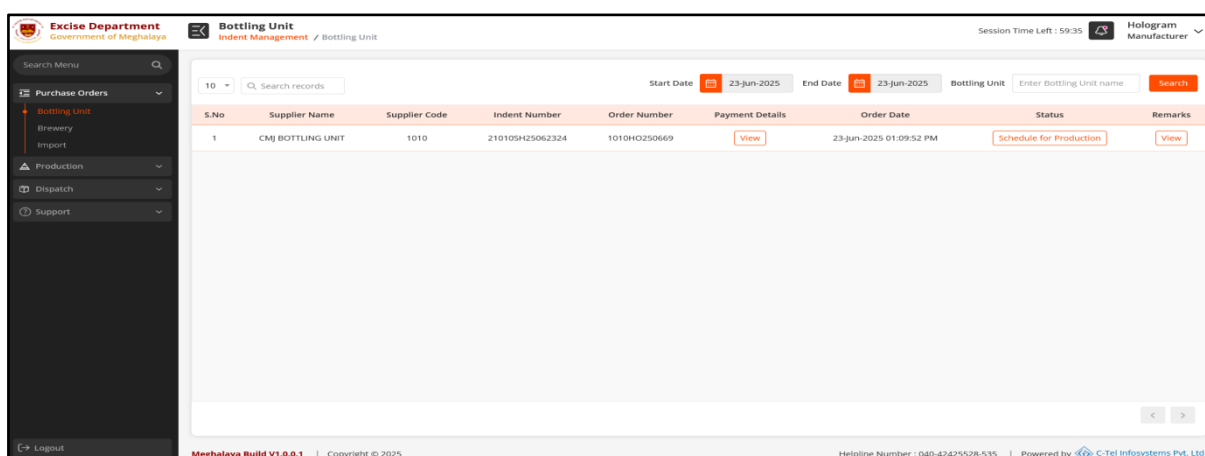 Excise Department
Government of Meghalaya
Bottling Unit
Indent Management / Bottling Unit
Session Time Left : 59:35
Hologram
Manufacturer
Search Menu
Purchase Orders
Bottling Unit
Brewery
Import
Production
Dispatch
Support
Logout
10 Search records Start Date 23-Jun-2025 End Date 23-Jun-2025 Bottling Unit Enter Bottling Unit name Search
S.No Supplier Name Supplier Code Indent Number Order Number Payment Details Order Date Status Remarks
1 CMJ BOTTLING UNIT 1010 21010SH25062324 1010HO250669 View 23-Jun-2025 01:09:52 PM Schedule for Production View
< >
Meghalaya Build V1.0.0.1 | Copyright © 2025 Helpline Number : 040-42425528-535 | Powered by C-Tel Infosystems Pvt. Ltd